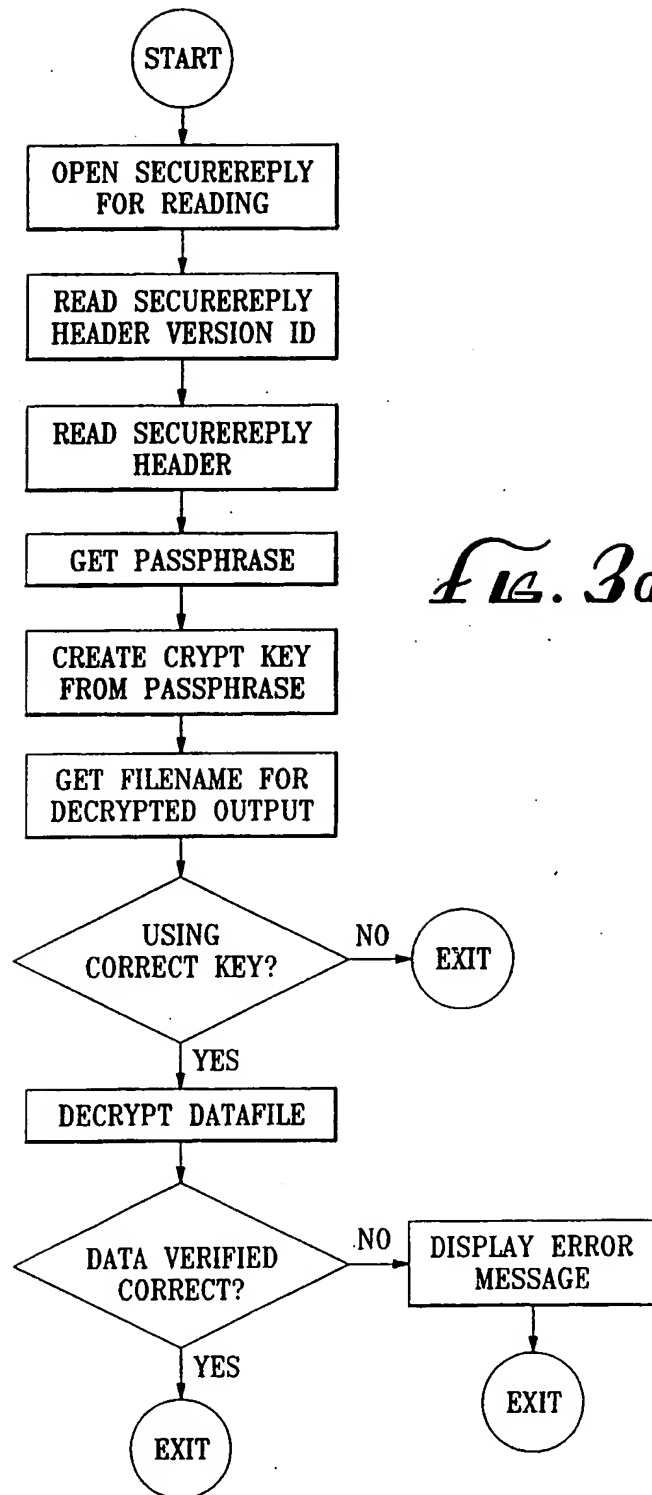 START
OPEN SECUREREPLY
FOR READING
READ SECUREREPLY
HEADER VERSION ID
READ SECUREREPLY
HEADER
GET PASSPHRASE
CREATE CRYPT KEY
FROM PASSPHRASE
GET FILENAME FOR
DECRYPTED OUTPUT
USING
CORRECT KEY?
NO
EXIT
YES
DECRYPT DATAFILE
DATA VERIFIED
CORRECT?
NO
DISPLAY ERROR
MESSAGE
EXIT
YES
EXIT
FIG. 3a